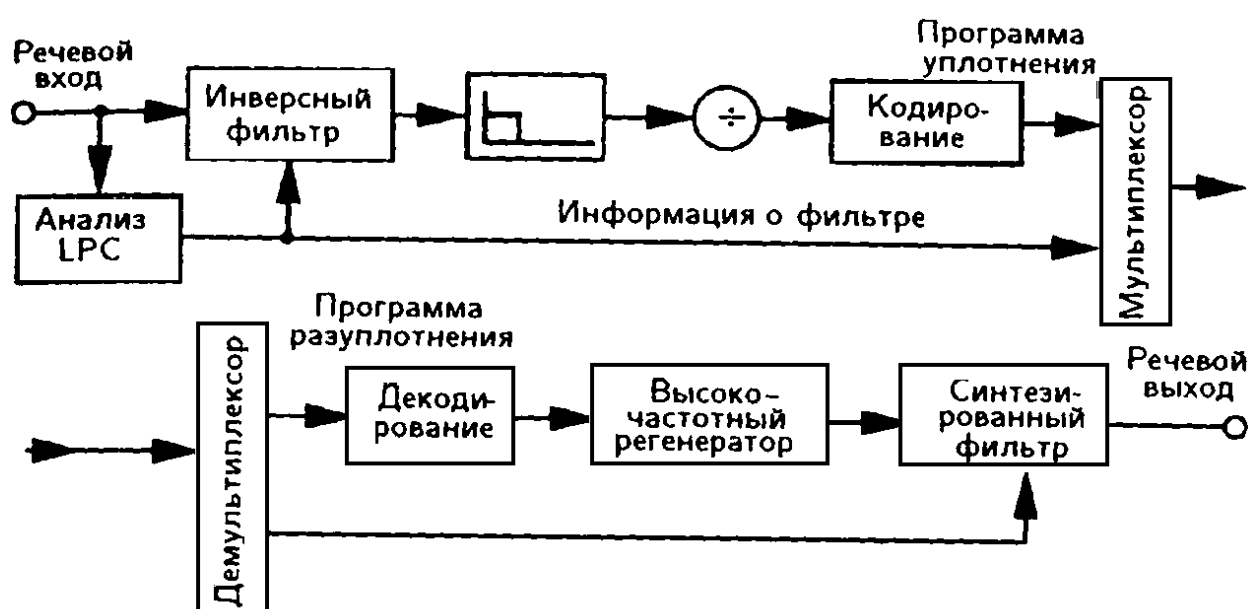 Речевой
вход
Инверсный
фильтр
÷
Программа
уплотнения
Кодиро-
вание
Мультиплексор
Анализ
LPC
Информация о фильтре
Демультиплексор
Программа
разуплотнения
Декоди-
рование
Высоко-
частотный
регенератор
Синтези-
рованный
фильтр
Речевой
выход